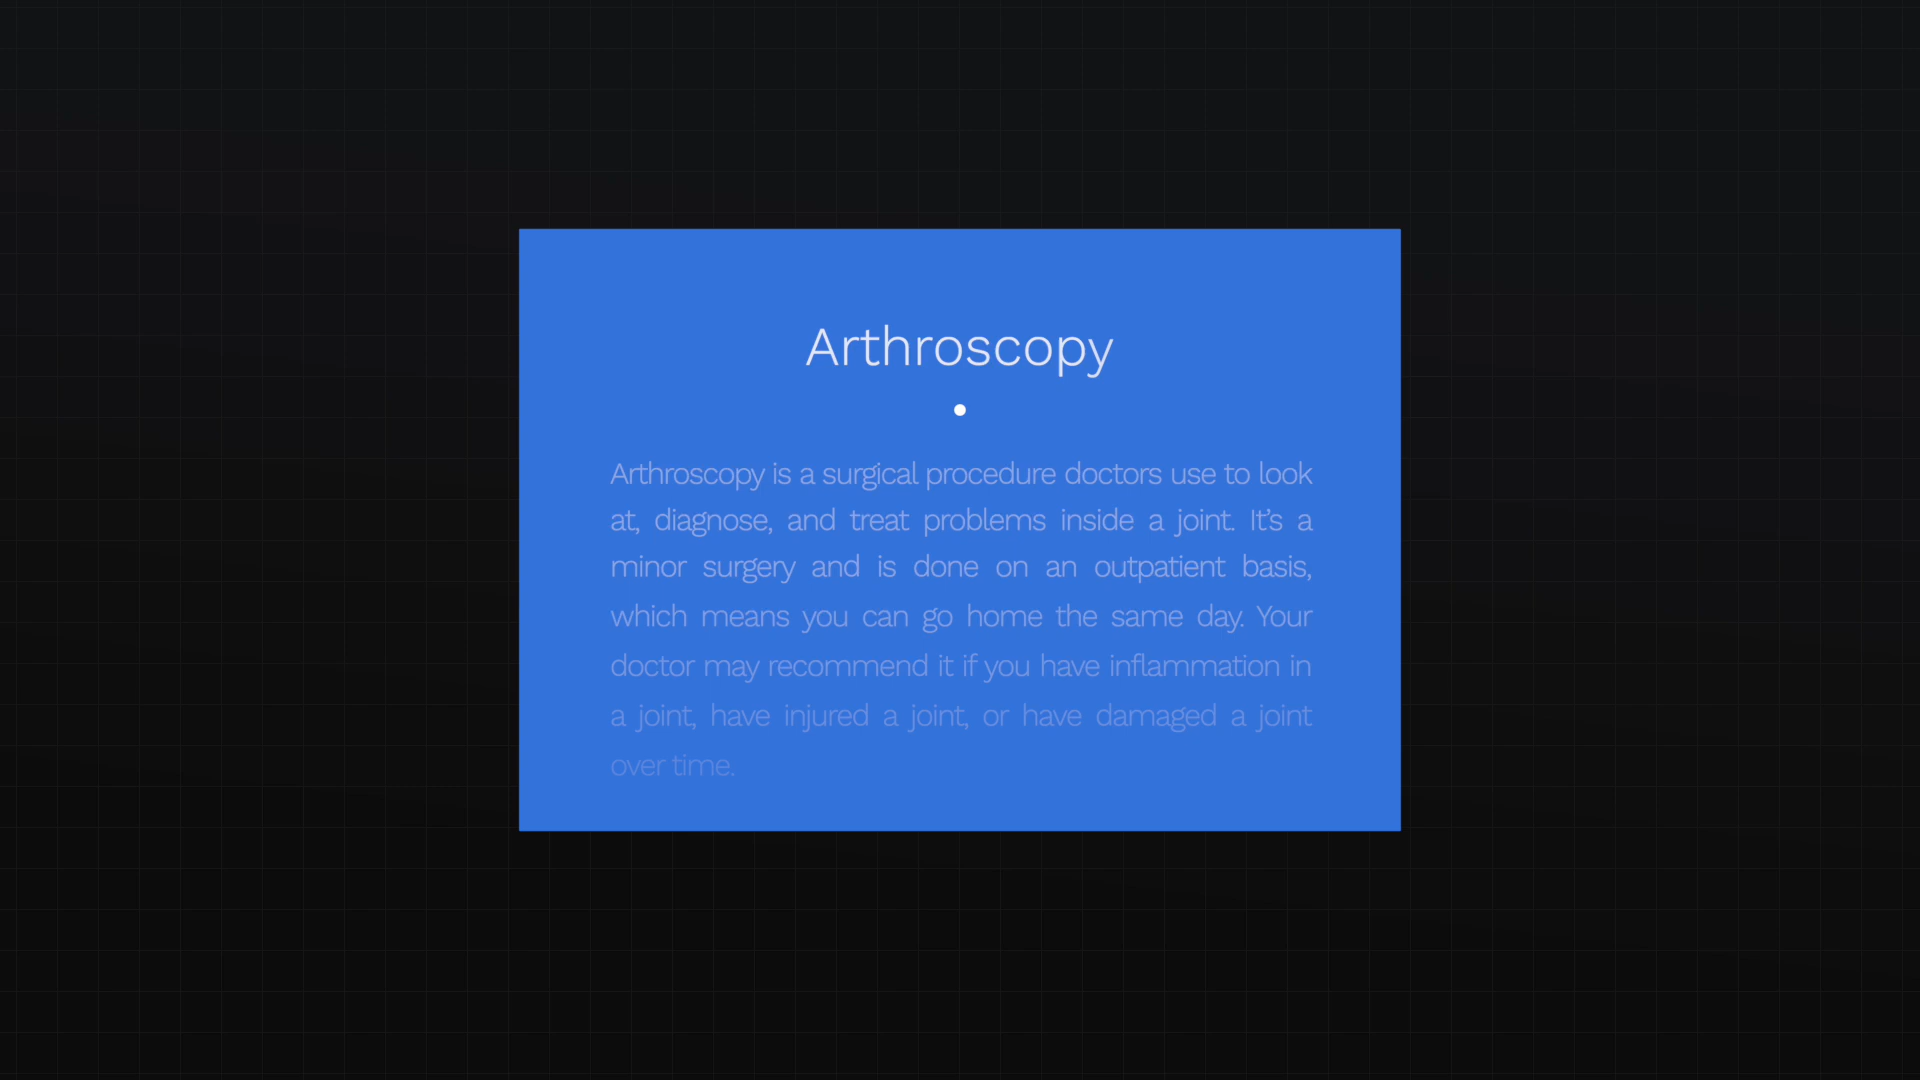 Arthroscopy
Arthroscopy is a surgical procedure doctors use to look
at, diagnose, and treat problems inside a joint. It’s a
minor surgery and is done on an outpatient basis,
which means you can go home the same day. Your
doctor may recommend it if you have inflammation in
a joint, have injured a joint, or have damaged a joint
over time.